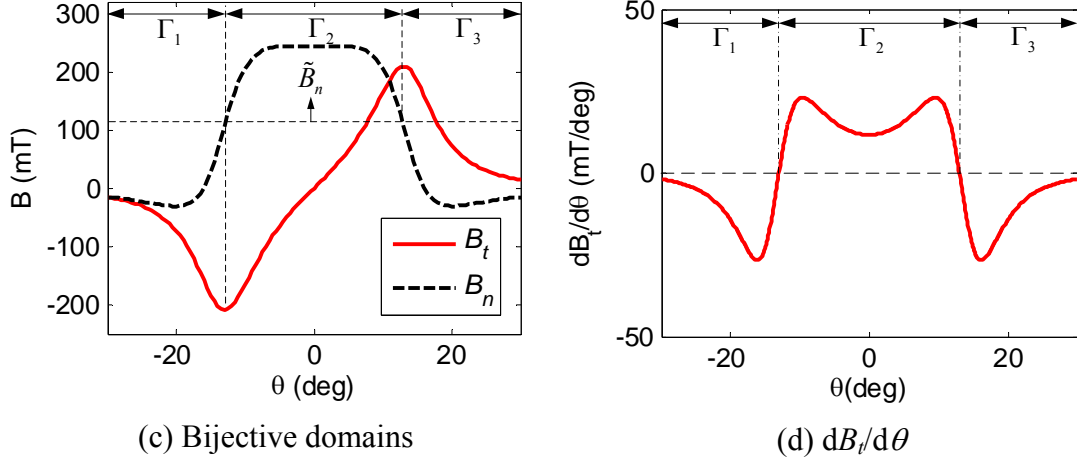 300
200
100
0
-100
-200
B (mT)
Γ1
Γ2
Γ3
B̃n
Bt
Bn
-20
0
20
θ (deg)
(c) Bijective domains
50
0
-50
dBt/dθ (mT/deg)
Γ1
Γ2
Γ3
-20
0
20
θ(deg)
(d) dBt/dθ